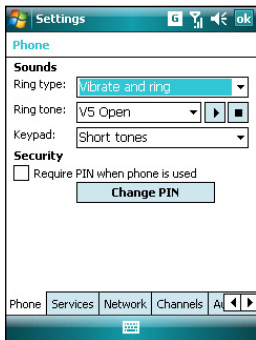 Settings G ok
Phone
Sounds
Ring type: Vibrate and ring
Ring tone: V5 Open
Keypad: Short tones
Security
Require PIN when phone is used
Change PIN
Phone Services Network Channels Au